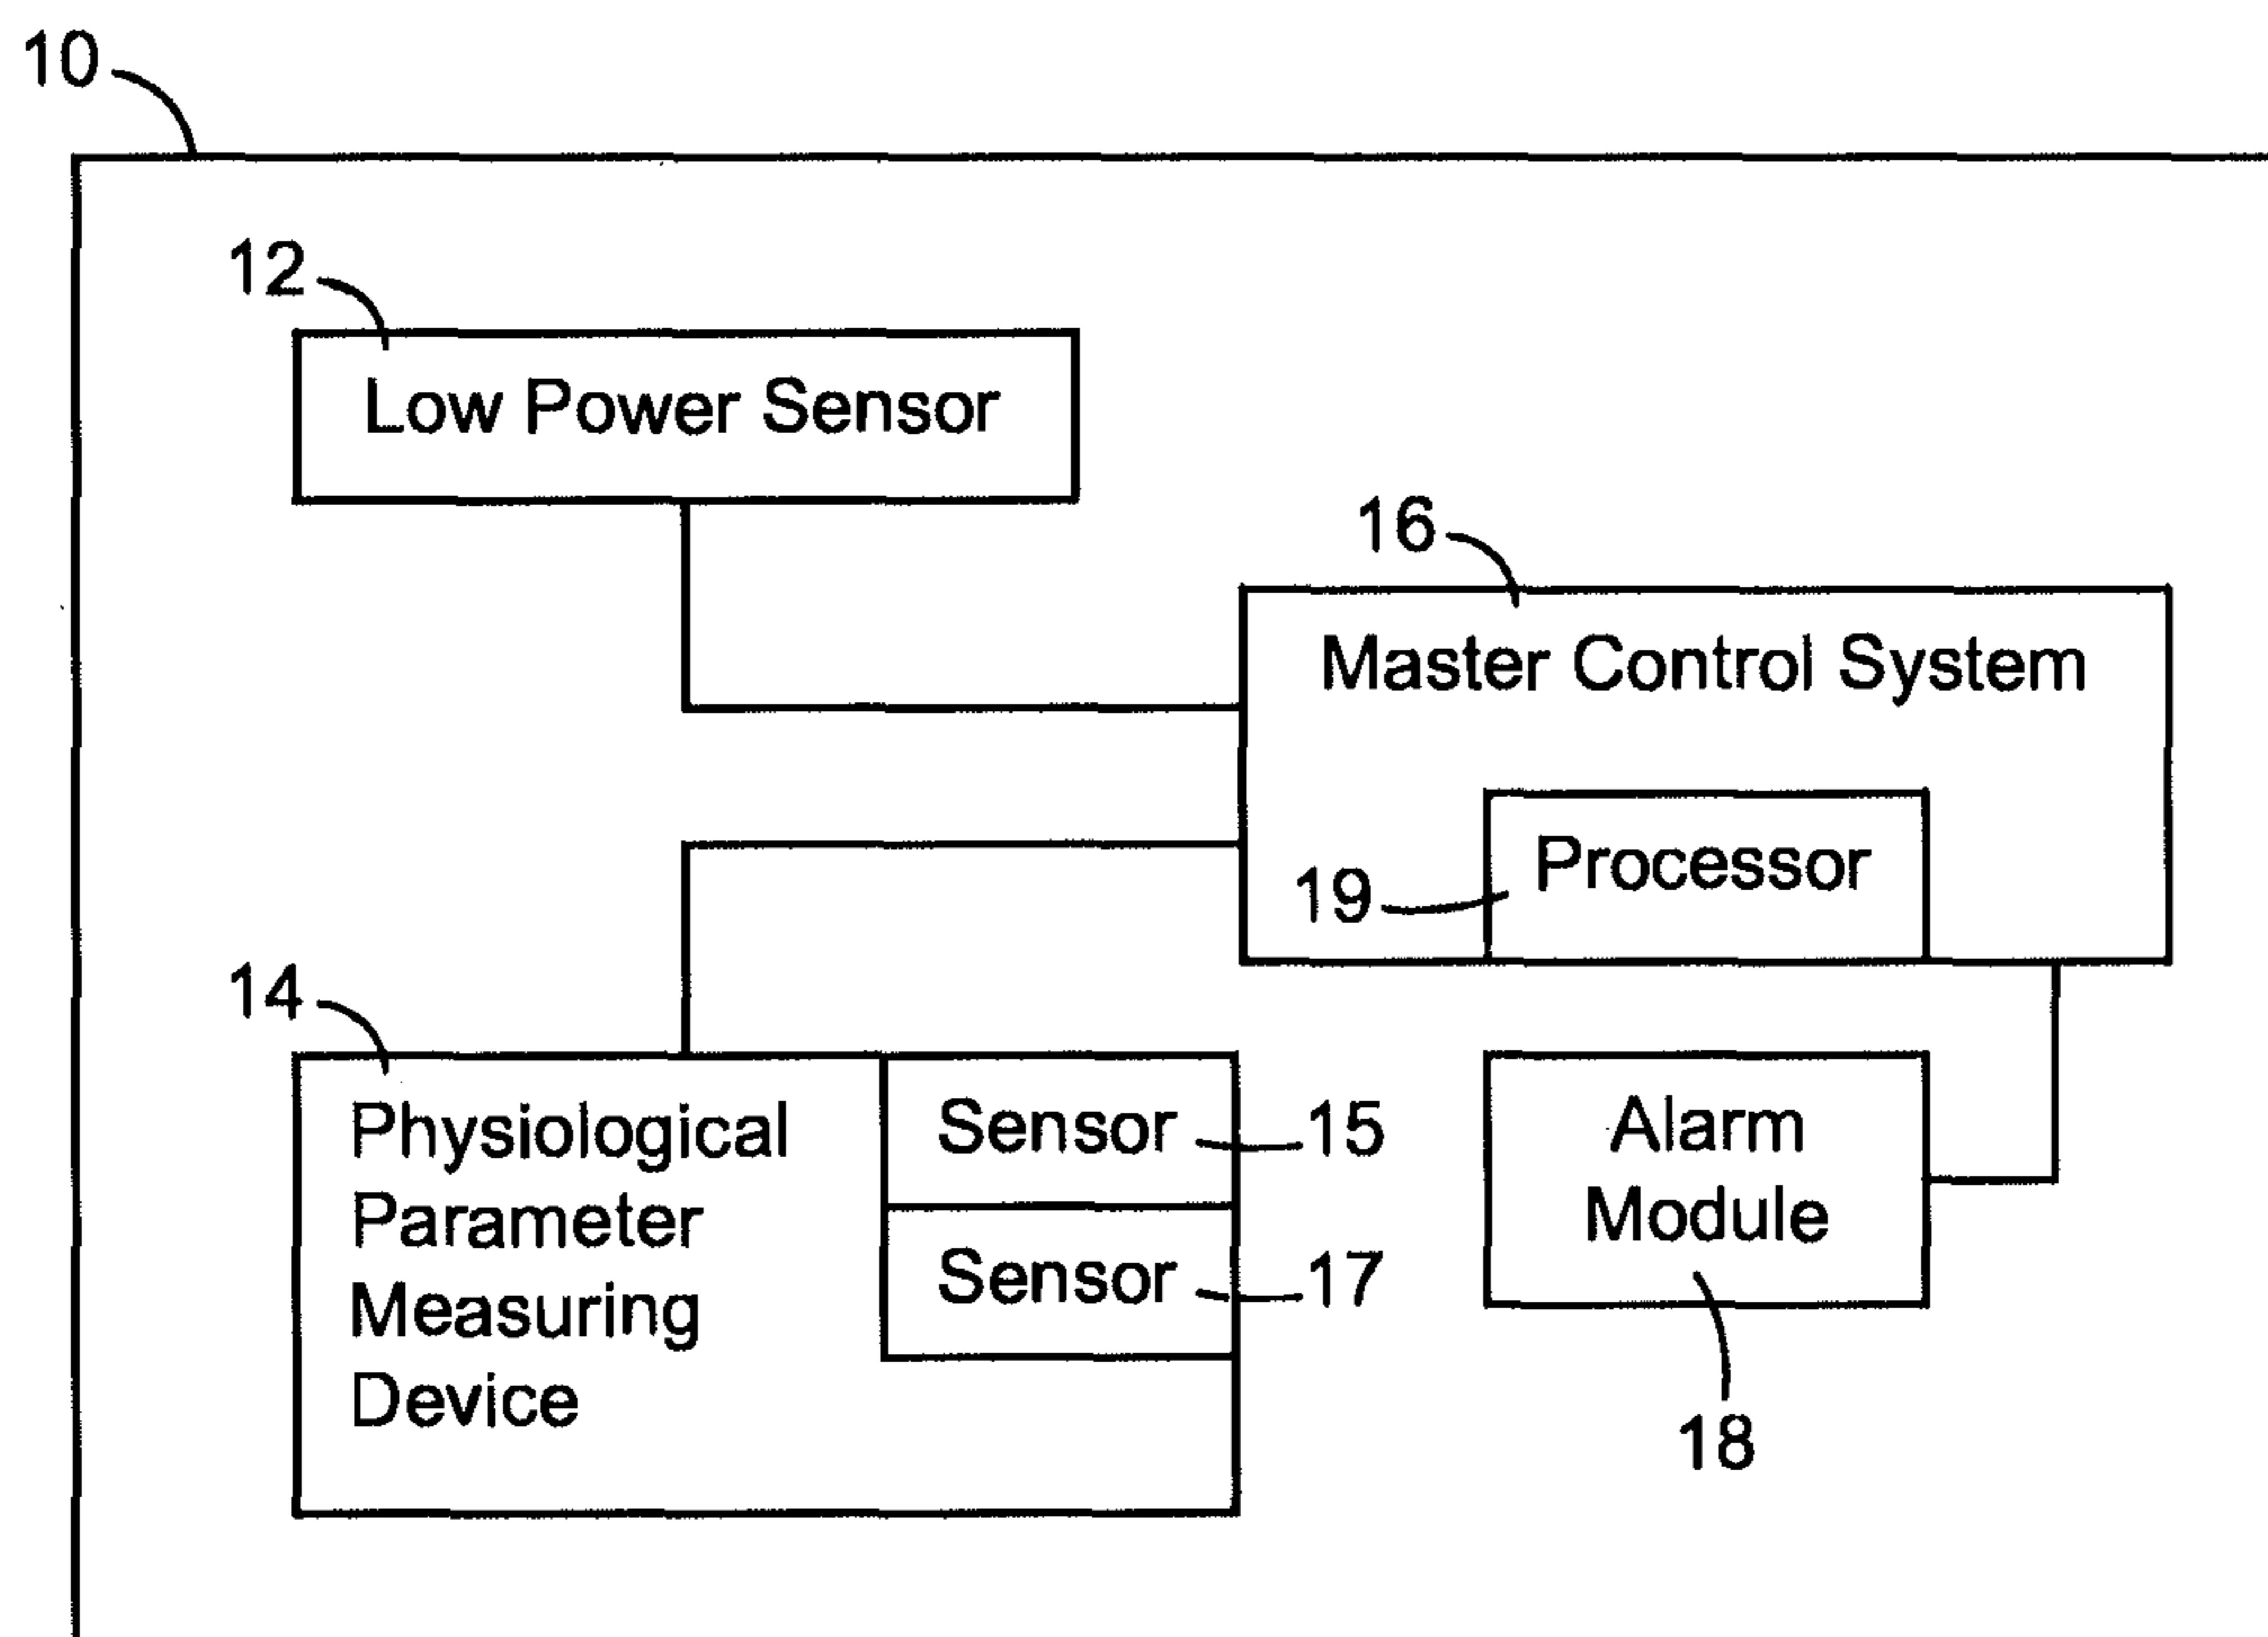 10
12
Low Power Sensor
16
Master Control System
Processor
19
14
Physiological
Parameter
Measuring
Device
Sensor
15
Sensor
17
Alarm
Module
18